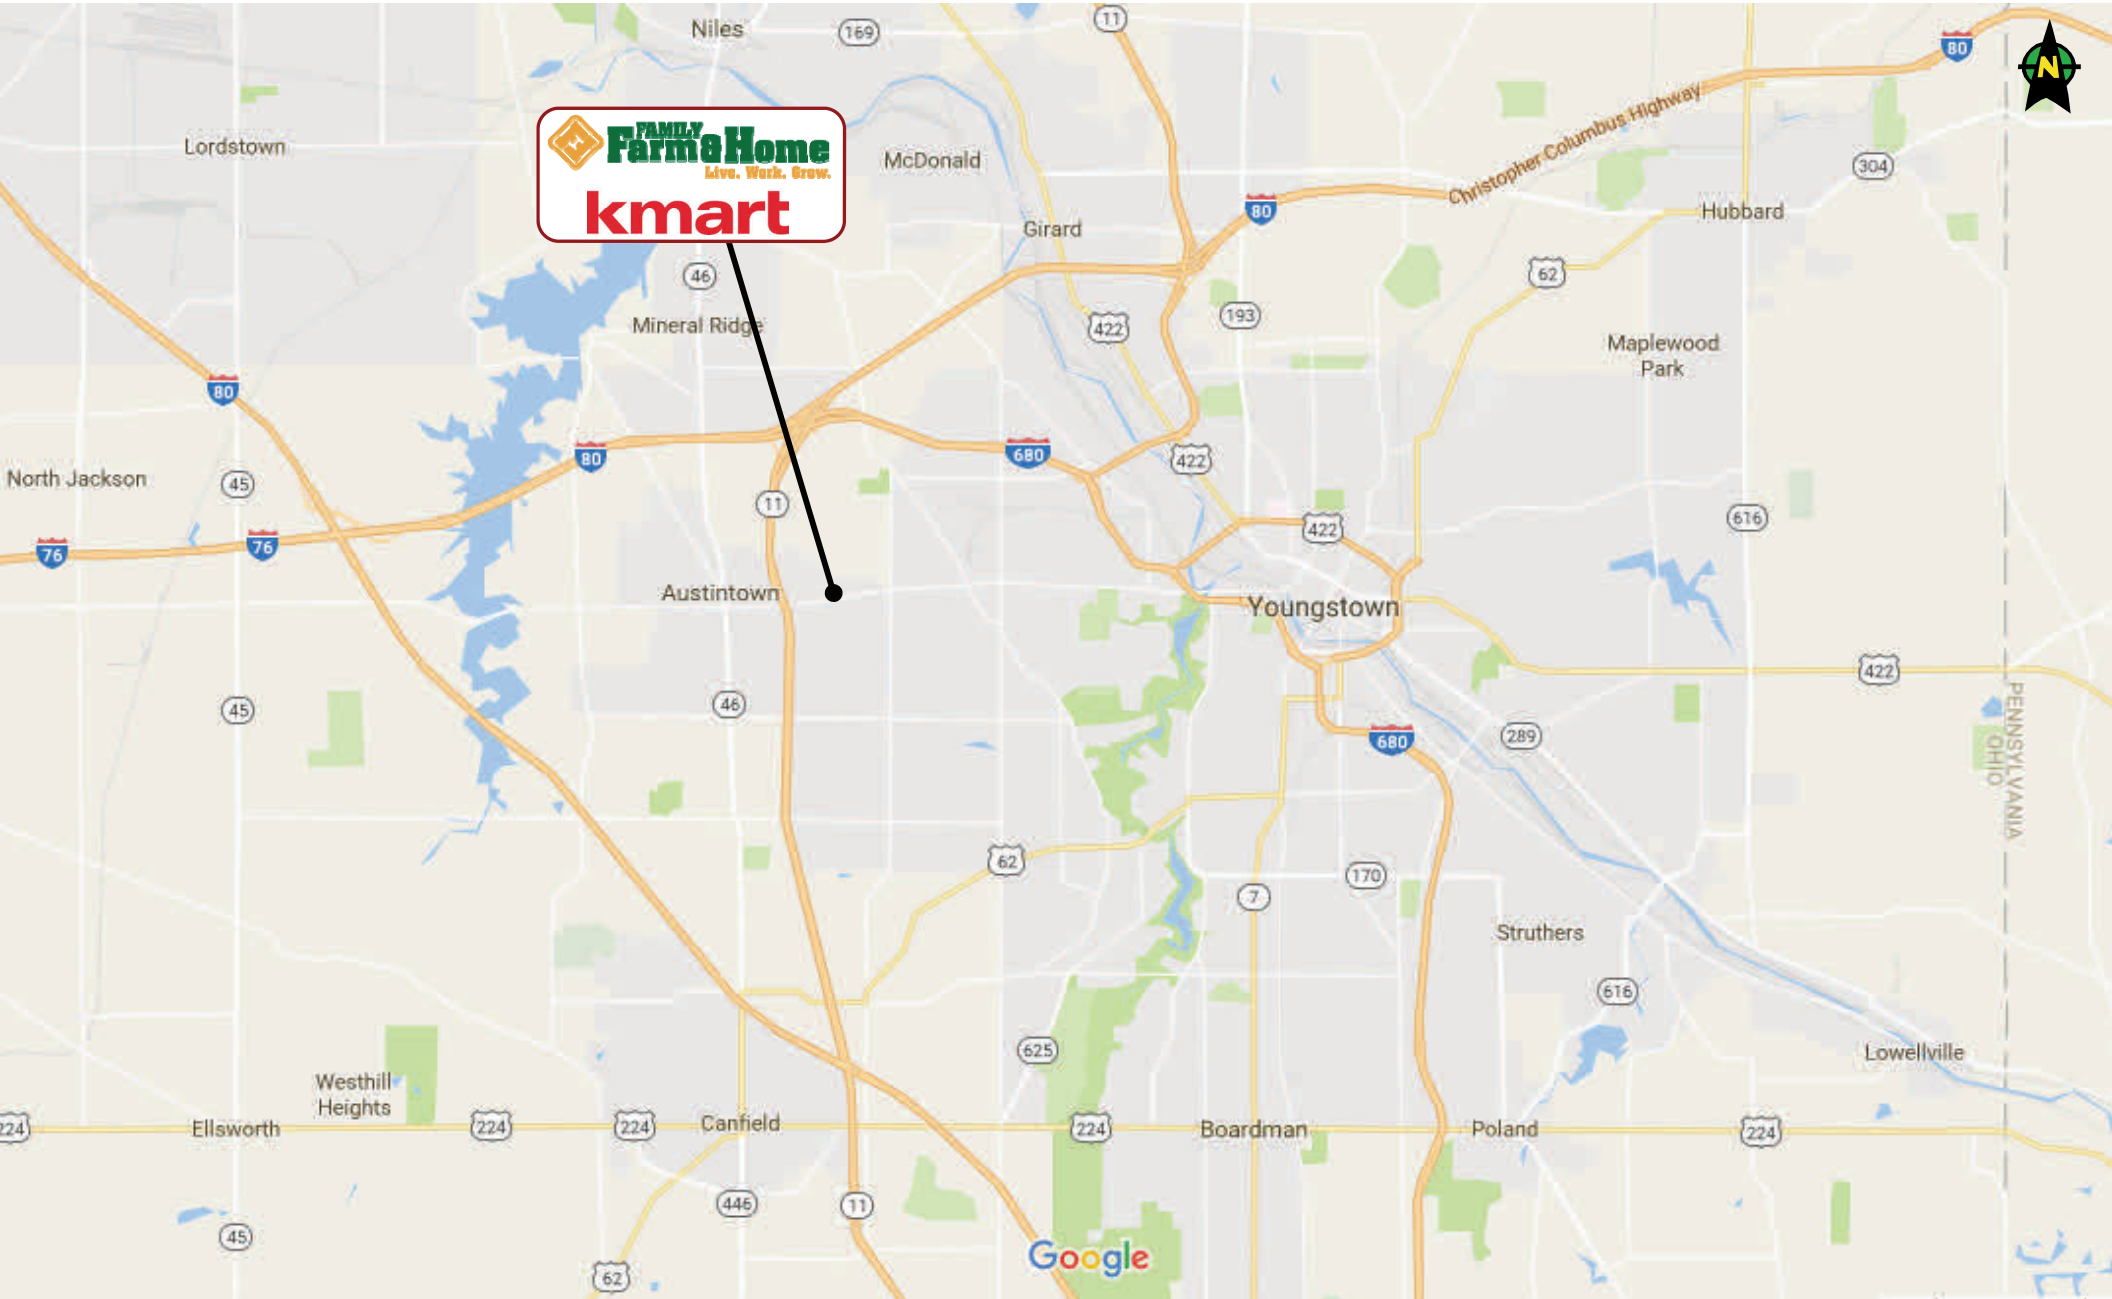 Niles
169
11
80
N
Lordstown
FAMILY
Farm&Home
Live. Work. Grow.
kmart
McDonald
Christopher Columbus Highway
304
Girard
80
Hubbard
46
62
Mineral Ridge
422
193
Maplewood
Park
80
80
680
422
North Jackson
45
11
616
76
76
422
Austintown
Youngstown
422
45
46
680
289
PENNSYLVANIA
OHIO
62
170
7
Struthers
616
625
Lowellville
Westhill
Heights
224
Ellsworth
224
224
Canfield
224
Boardman
Poland
224
446
11
45
62
Google